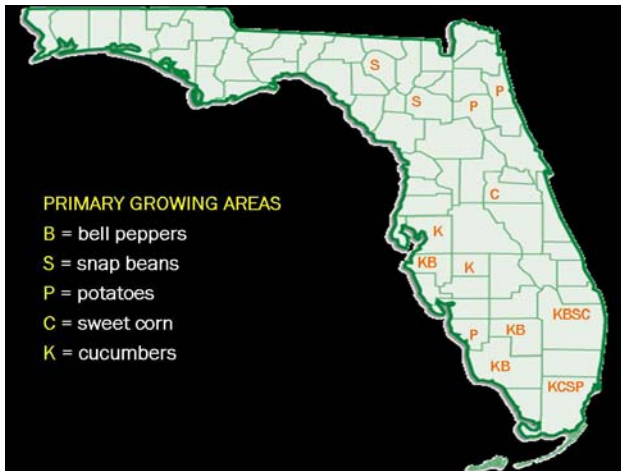 S
P
S
P
C
PRIMARY GROWING AREAS
B = bell peppers
S = snap beans
P = potatoes
C = sweet corn
K = cucumbers
K
KB
K
KBSC
P
KB
KB
KCSP